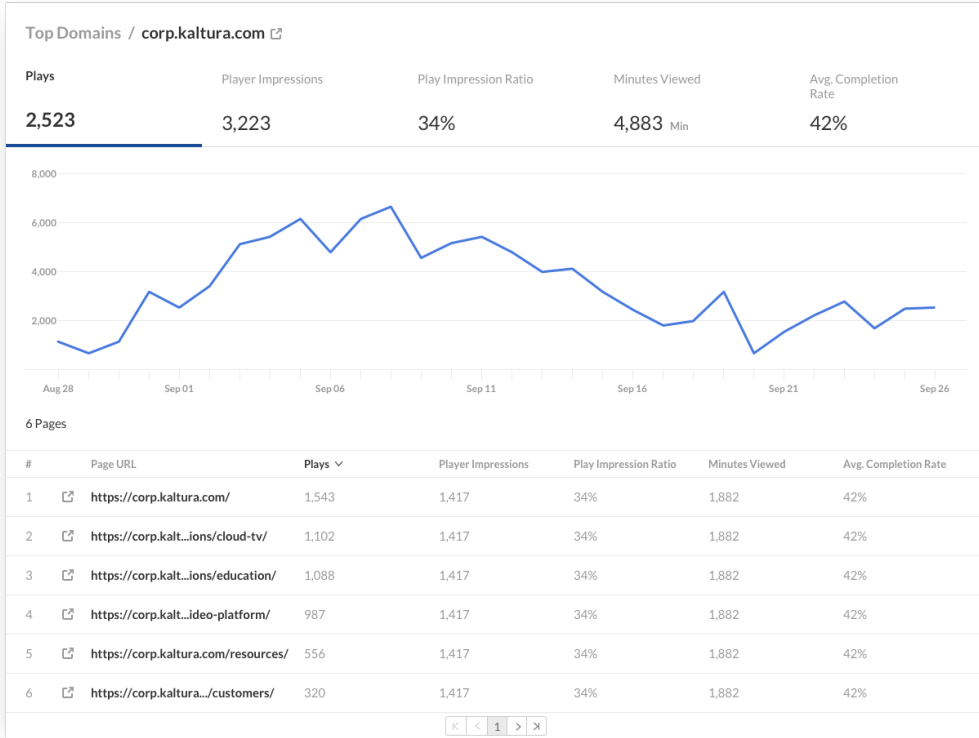 Top Domains / corp.kaltura.com
Plays Player Impressions Play Impression Ratio Minutes Viewed Avg. Completion Rate
2,523 3,223 34% 4,883 Min 42%
8,000
6,000
4,000
2,000
Aug 28 Sep 01 Sep 06 Sep 11 Sep 16 Sep 21 Sep 26
6 Pages
# Page URL Plays Player Impressions Play Impression Ratio Minutes Viewed Avg. Completion Rate
1 https://corp.kaltura.com/ 1,543 1,417 34% 1,882 42%
2 https://corp.kalt...ions/cloud-tv/ 1,102 1,417 34% 1,882 42%
3 https://corp.kalt...ions/education/ 1,088 1,417 34% 1,882 42%
4 https://corp.kalt...ideo-platform/ 987 1,417 34% 1,882 42%
5 https://corp.kaltura.com/resources/ 556 1,417 34% 1,882 42%
6 https://corp.kaltura.../customers/ 320 1,417 34% 1,882 42%
1